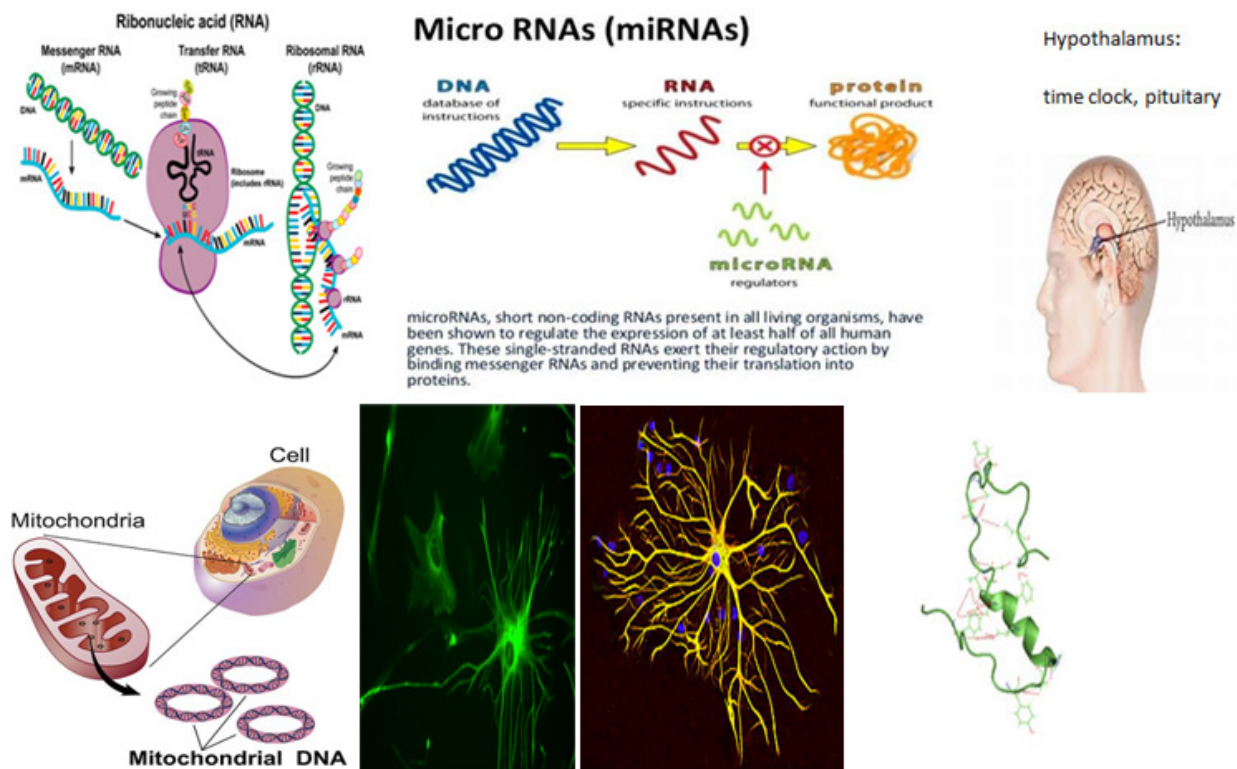 Ribonucleic acid (RNA)
Messenger RNA
(mRNA)
Transfer RNA
(tRNA)
Ribosomal RNA
(rRNA)
DNA
mRNA
Growing
peptide
chain
tRNA
Ribosome
(includes rRNA)
mRNA
DNA
Growing
peptide
chain
rRNA
mRNA
Micro RNAs (miRNAs)
DNA
database of
instructions
RNA
specific instructions
protein
functional product
microRNA
regulators
microRNAs, short non-coding RNAs present in all living organisms, have
been shown to regulate the expression of at least half of all human
genes. These single-stranded RNAs exert their regulatory action by
binding messenger RNAs and preventing their translation into
proteins.
Hypothalamus:
time clock, pituitary
Hypothalamus
Cell
Mitochondria
Mitochondrial DNA